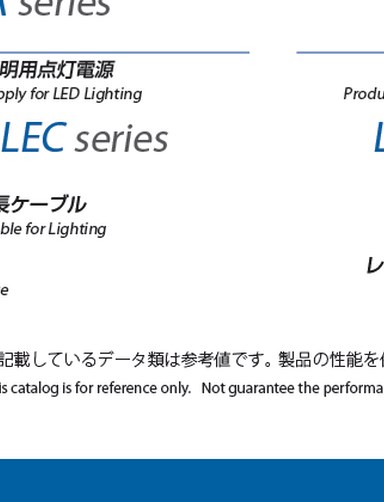 series
明用点灯電源
pply for LED Lighting
Produ
LEC series
長ケーブル
ble for Lighting
レ
e
記載しているデータ類は参考値です。製品の性能を
is catalog is for reference only. Not guarantee the performa